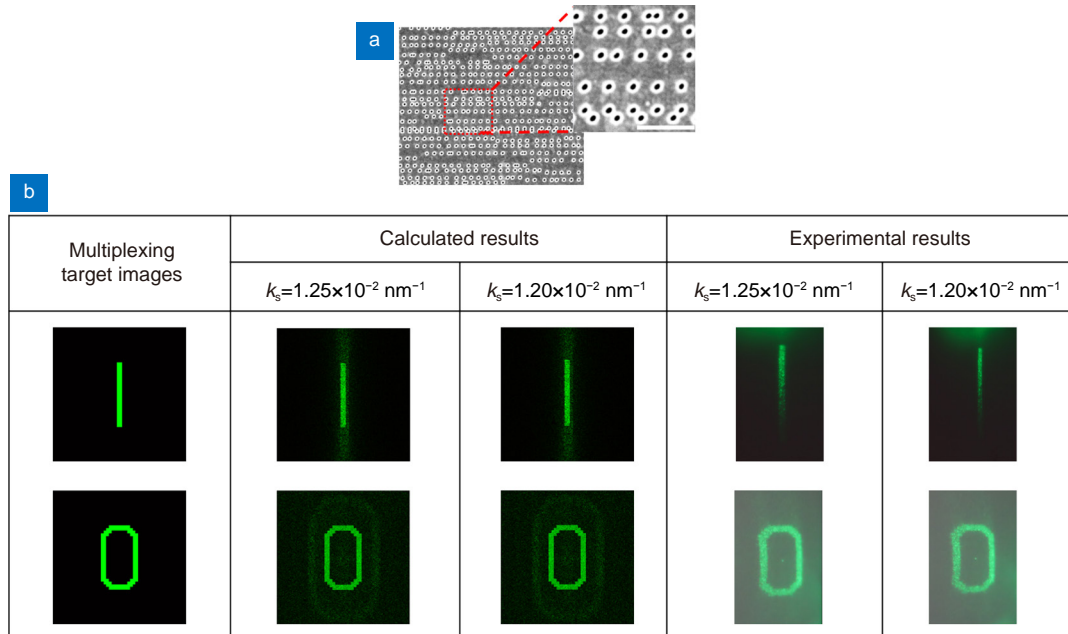 a
b
Multiplexing
target images
Calculated results
Experimental results
kₛ=1.25×10⁻² nm⁻¹
kₛ=1.20×10⁻² nm⁻¹
kₛ=1.25×10⁻² nm⁻¹
kₛ=1.20×10⁻² nm⁻¹